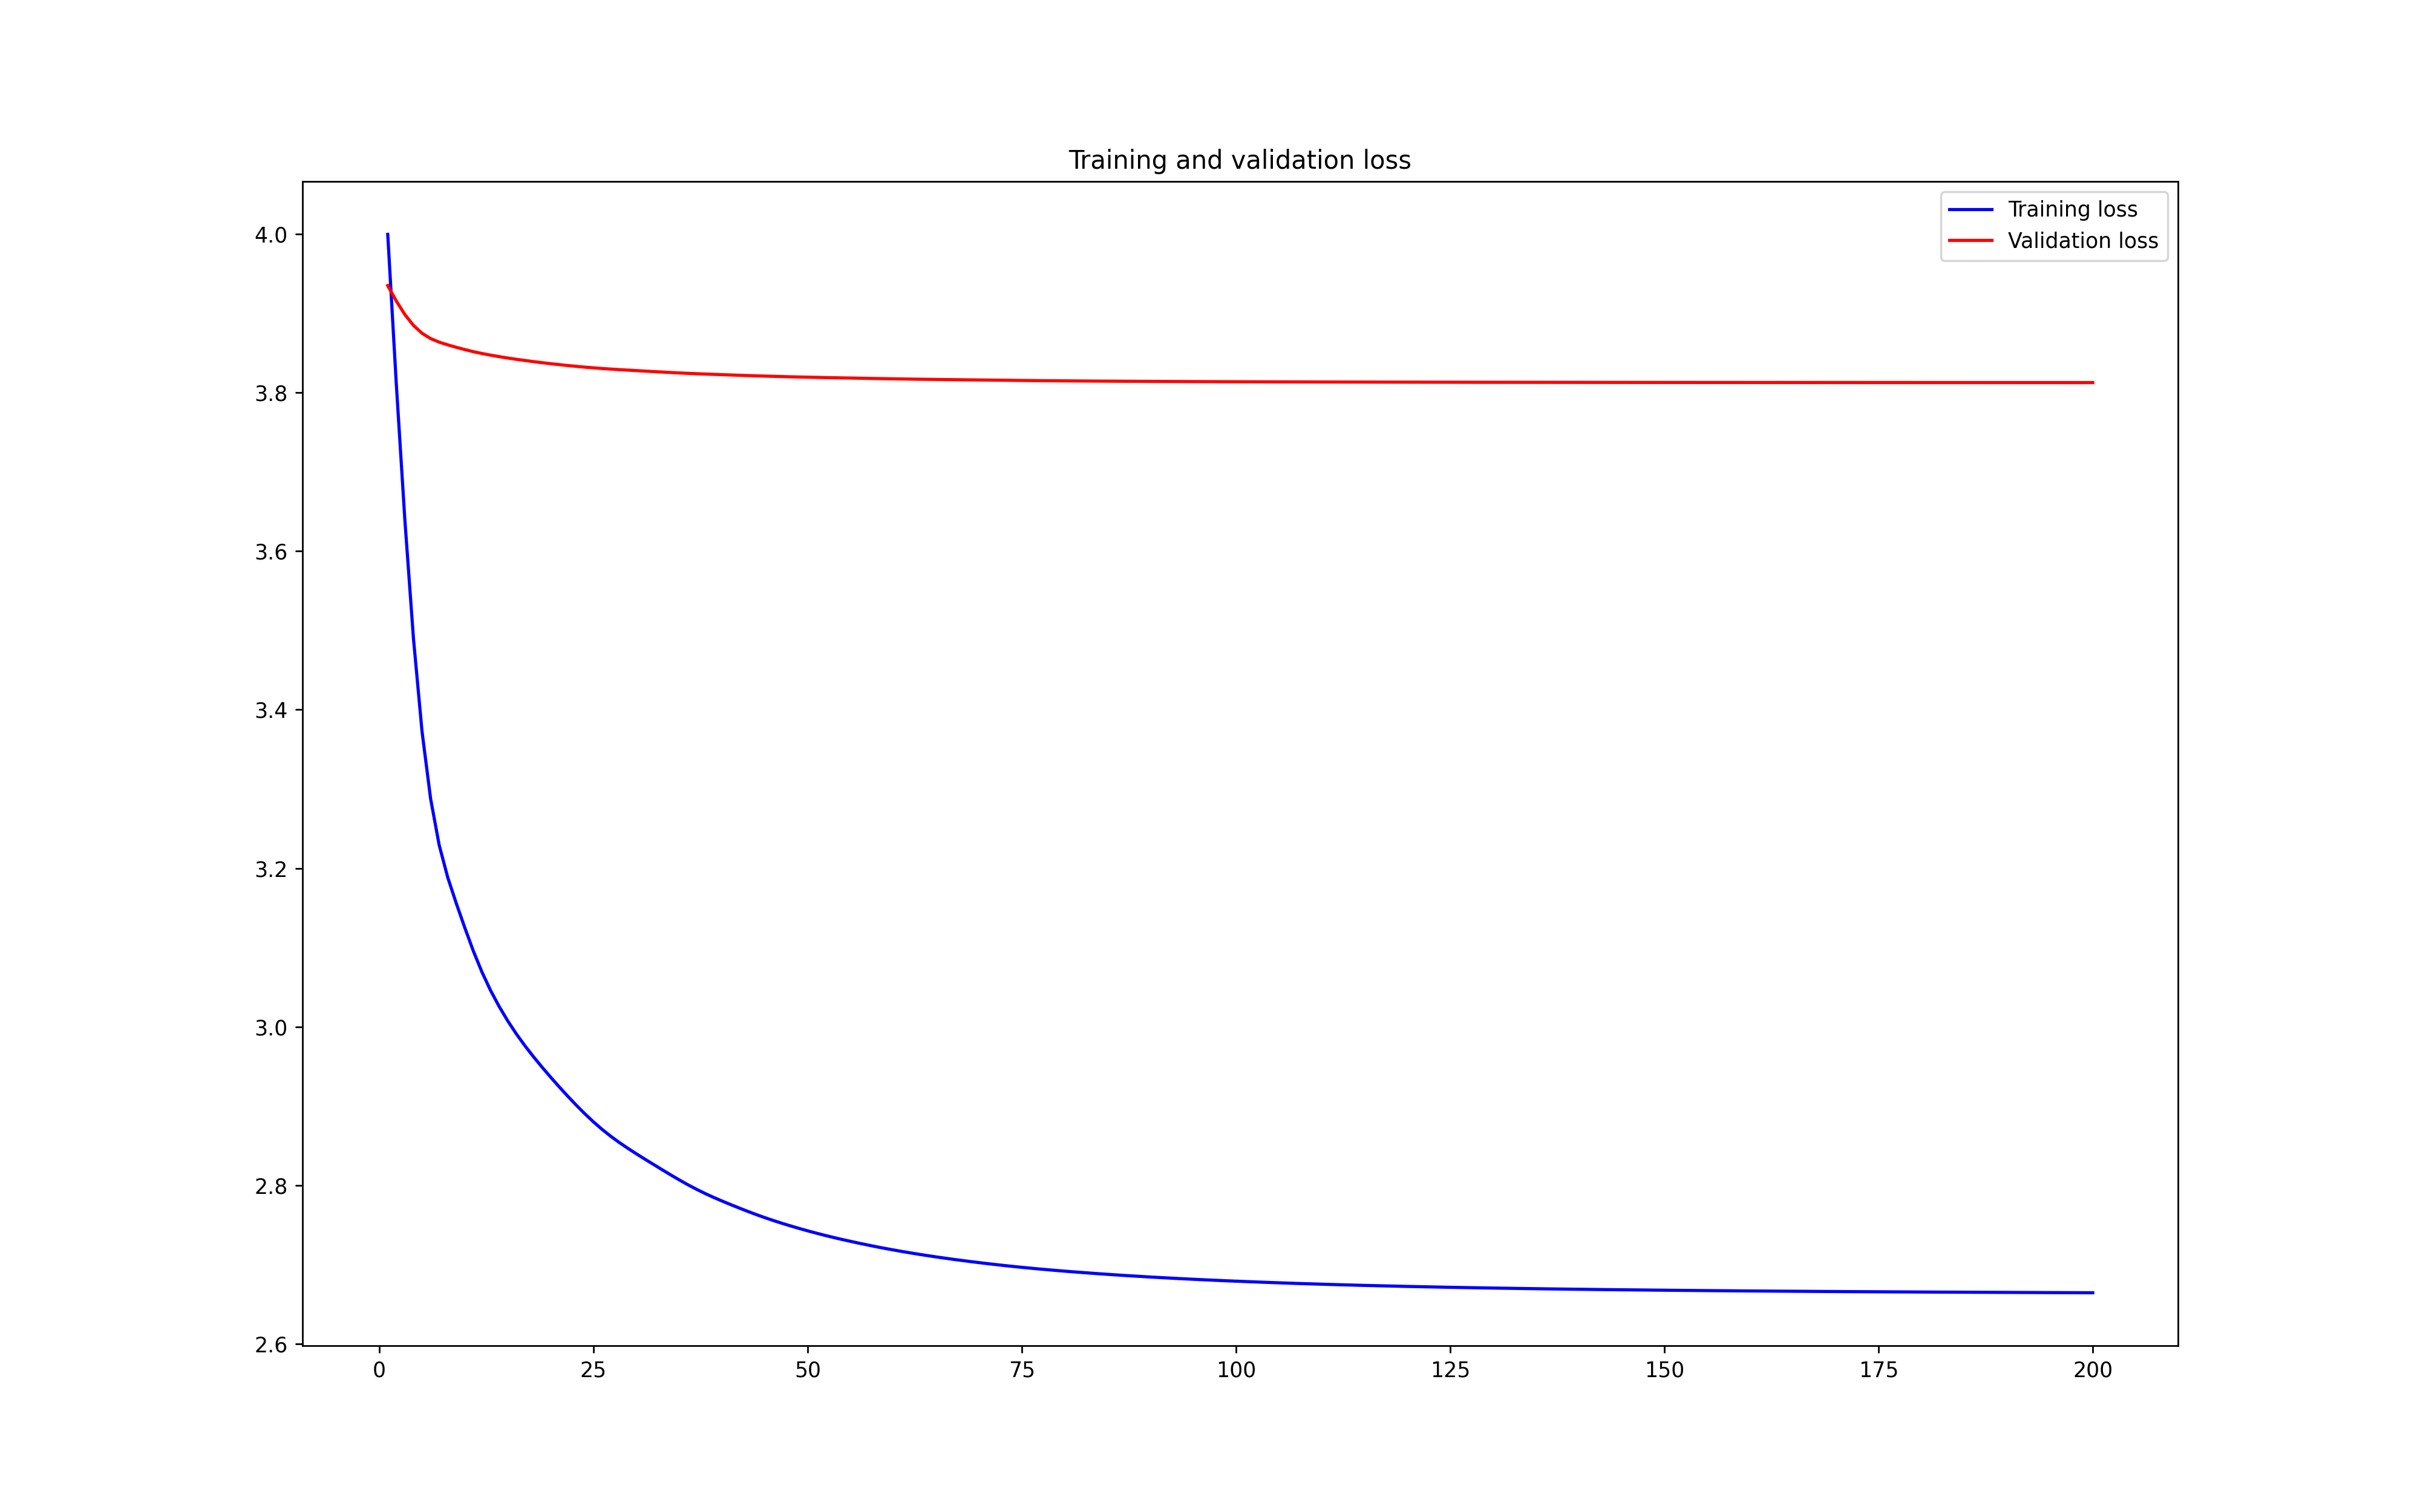 Training and validation loss
Training loss
Validation loss
4.0
3.8
3.6
3.4
3.2
3.0
2.8
2.6
0 25 50 75 100 125 150 175 200